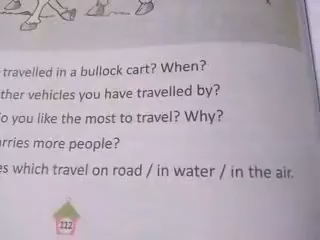 travelled in a bullock cart? When?
ther vehicles you have travelled by?
o you like the most to travel? Why?
rries more people?
es which travel on road / in water / in the air.
112